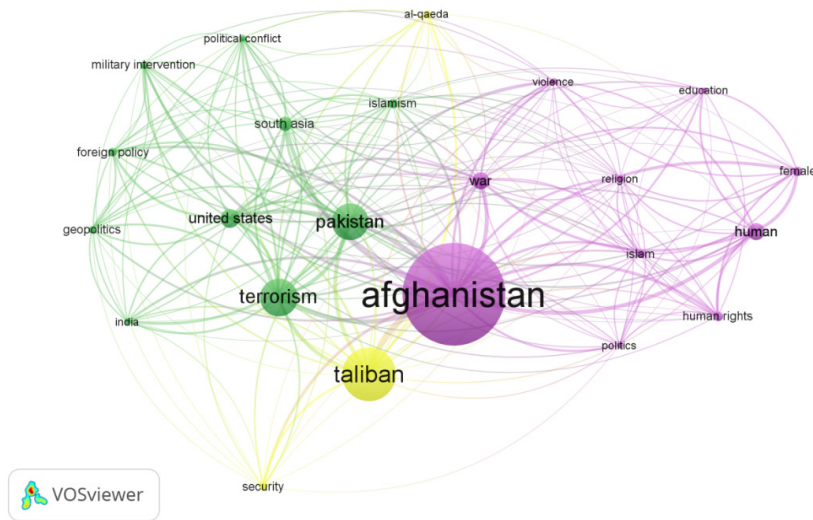 al-qaeda
political conflict
military intervention
violence
education
islamism
south asia
foreign policy
war
religion
female
united states
pakistan
geopolitics
human
islam
terrorism
afghanistan
india
human rights
politics
taliban
security
VOSviewer